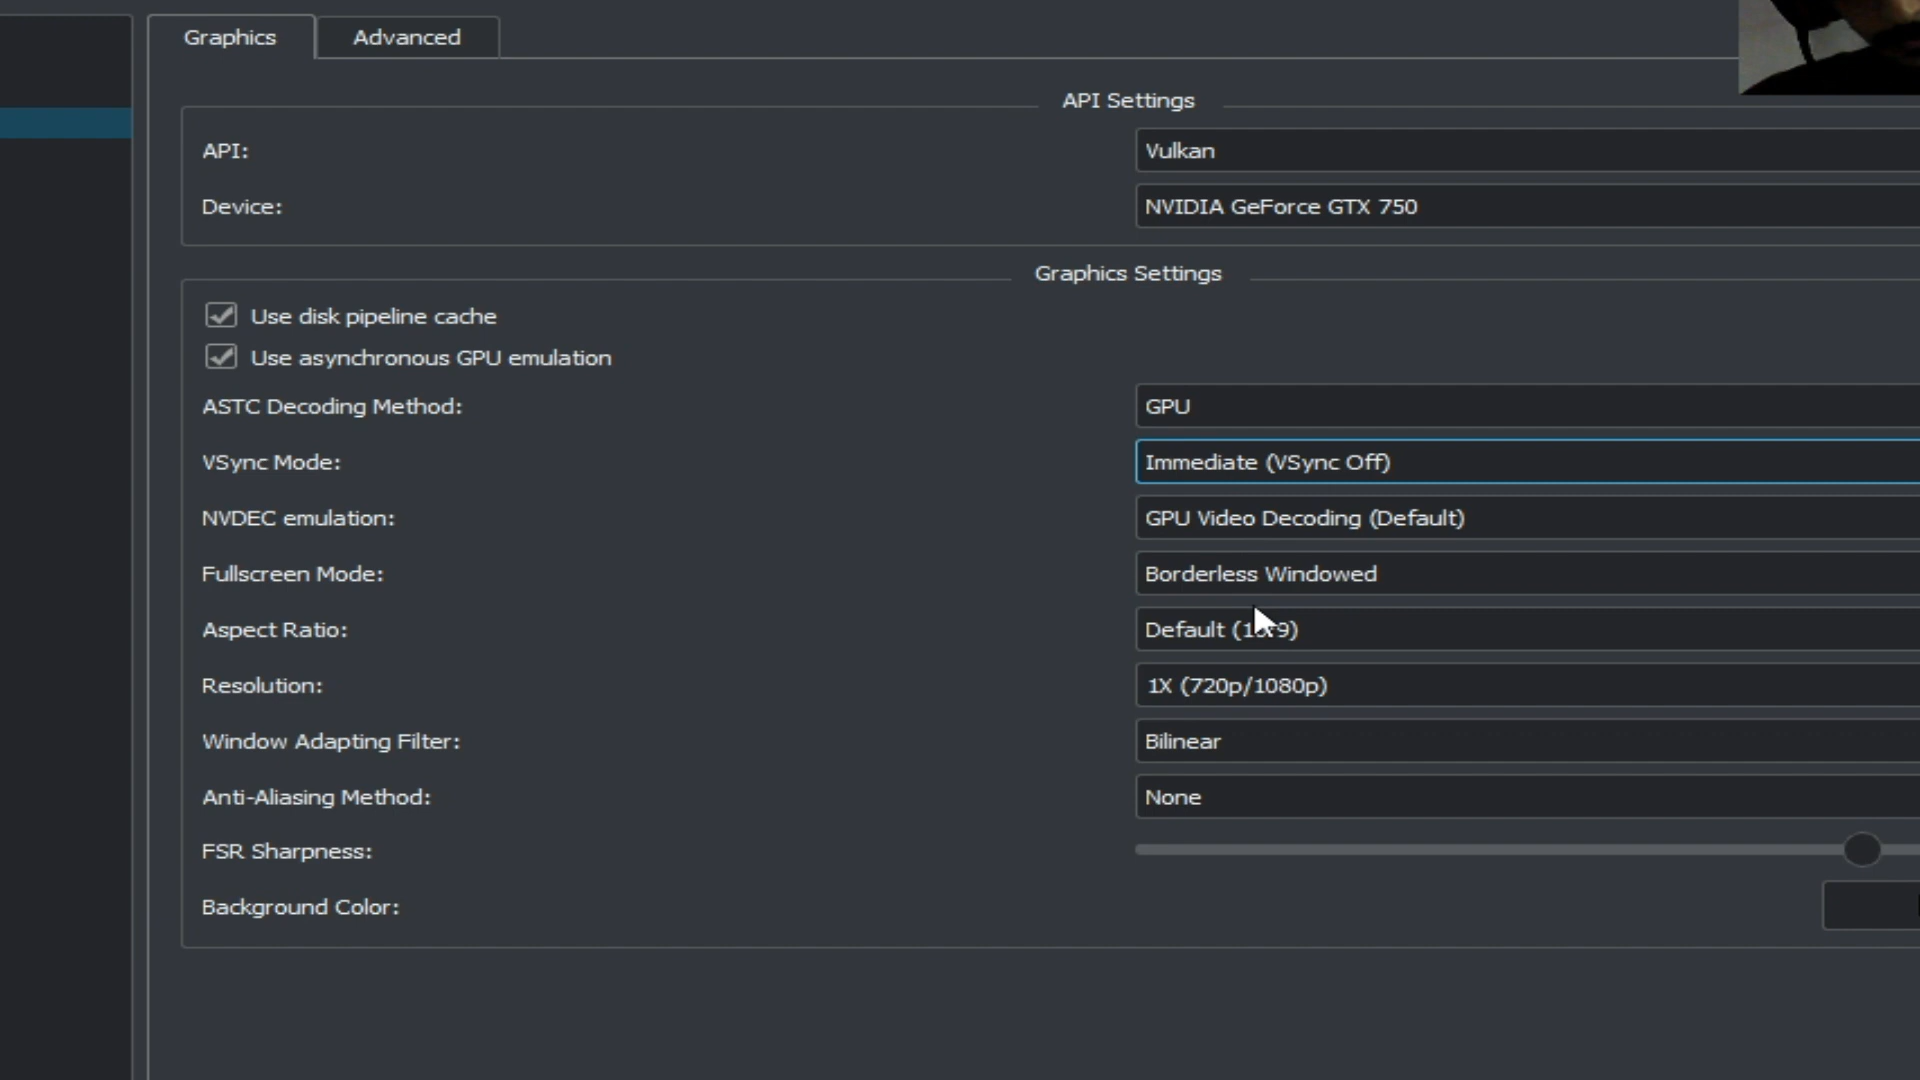 Graphics Advanced
API Settings
API: Vulkan
Device: NVIDIA GeForce GTX 750
Graphics Settings
Use disk pipeline cache
Use asynchronous GPU emulation
ASTC Decoding Method: GPU
VSync Mode: Immediate (VSync Off)
NVDEC emulation: GPU Video Decoding (Default)
Fullscreen Mode: Borderless Windowed
Aspect Ratio: Default
Resolution: 1X (720p/1080p)
Window Adapting Filter: Bilinear
Anti-Aliasing Method: None
FSR Sharpness:
Background Color: